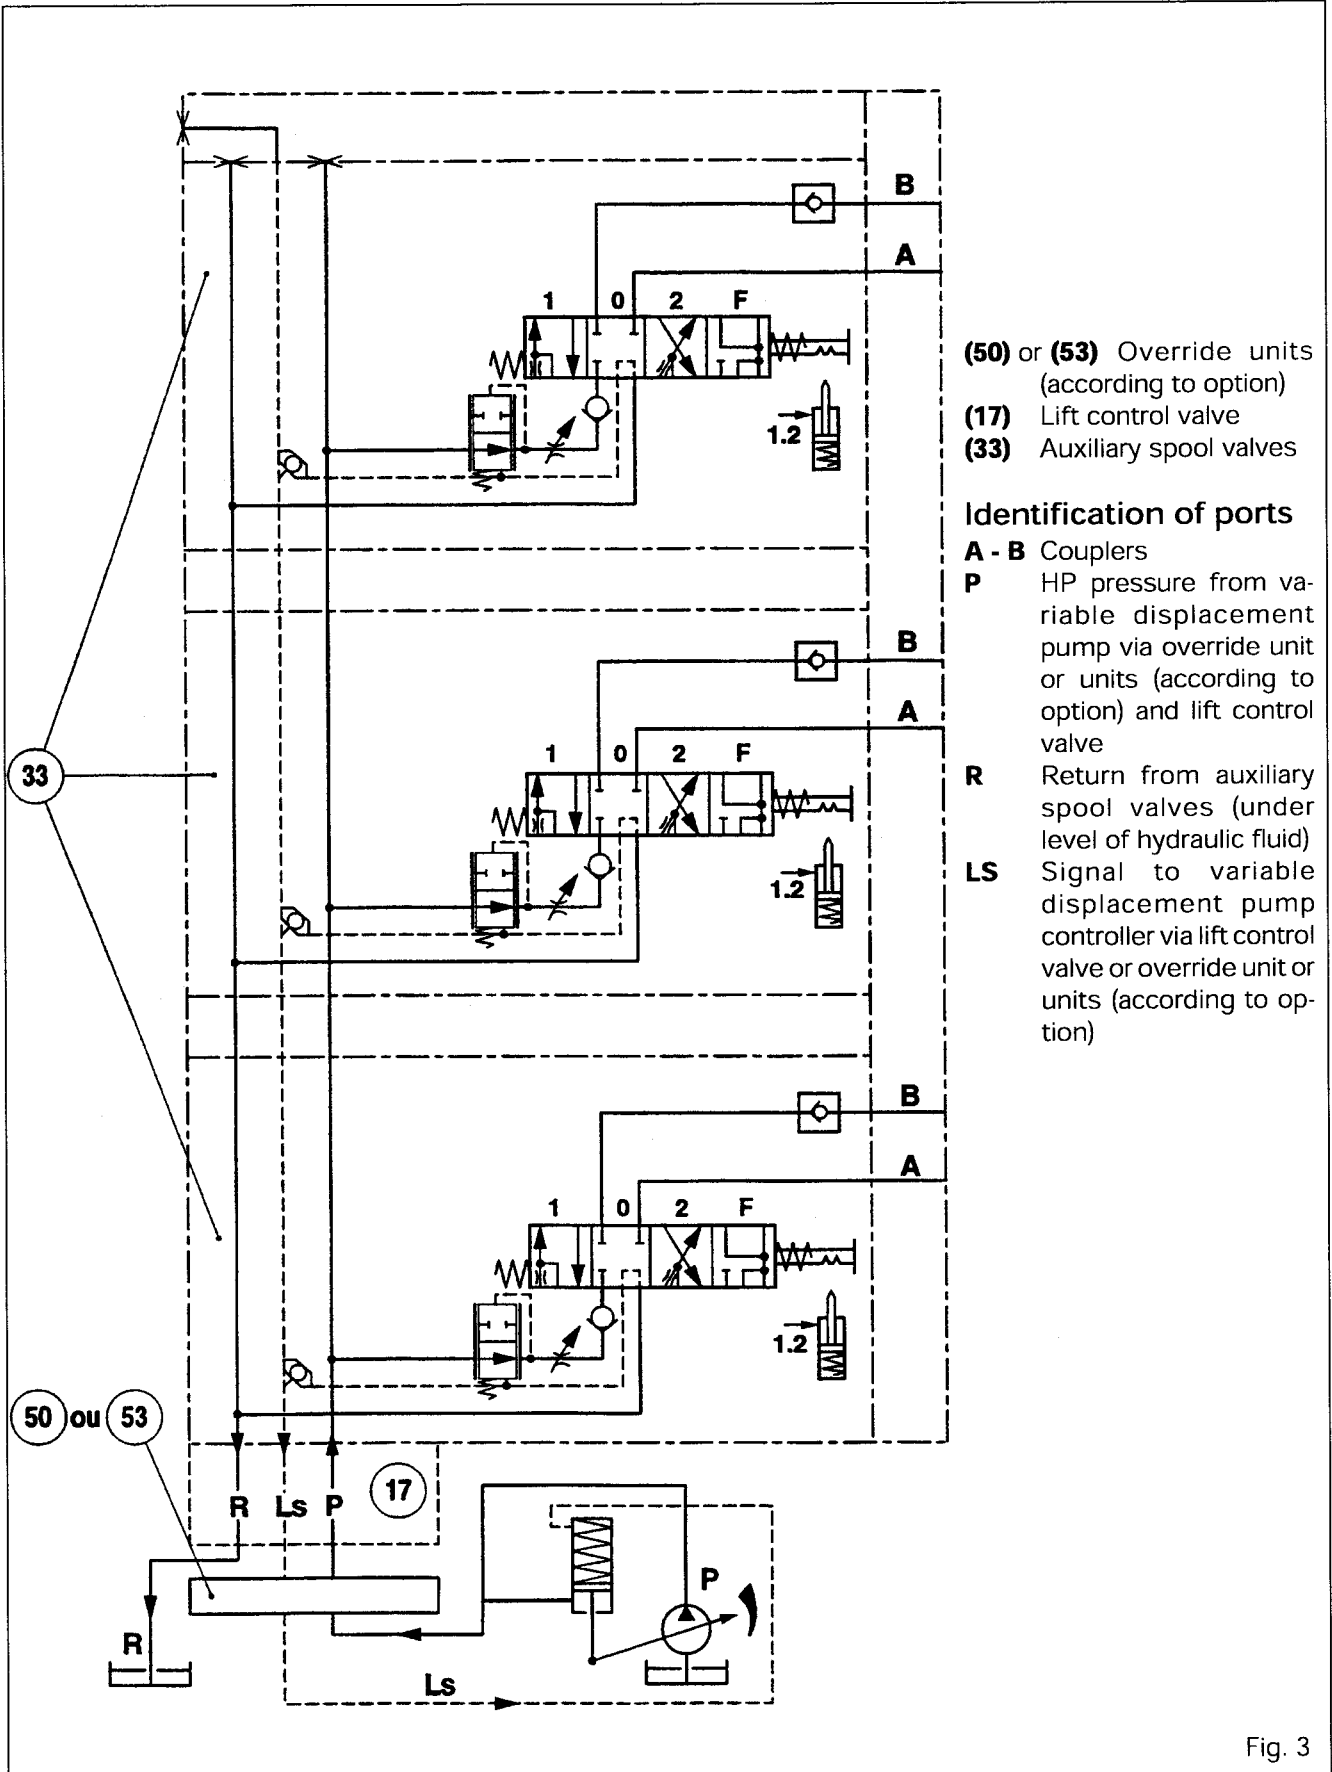 B
A
1 0 2 F
1.2
B
A
1 0 2 F
1.2
33
B
A
1 0 2 F
1.2
50 ou 53
17
R Ls P
P
R
Ls
(50) or (53) Override units
(according to option)
(17) Lift control valve
(33) Auxiliary spool valves
Identification of ports
A - B Couplers
P HP pressure from va-
riable displacement
pump via override unit
or units (according to
option) and lift control
valve
R Return from auxiliary
spool valves (under
level of hydraulic fluid)
LS Signal to variable
displacement pump
controller via lift control
valve or override unit or
units (according to op-
tion)
Fig. 3